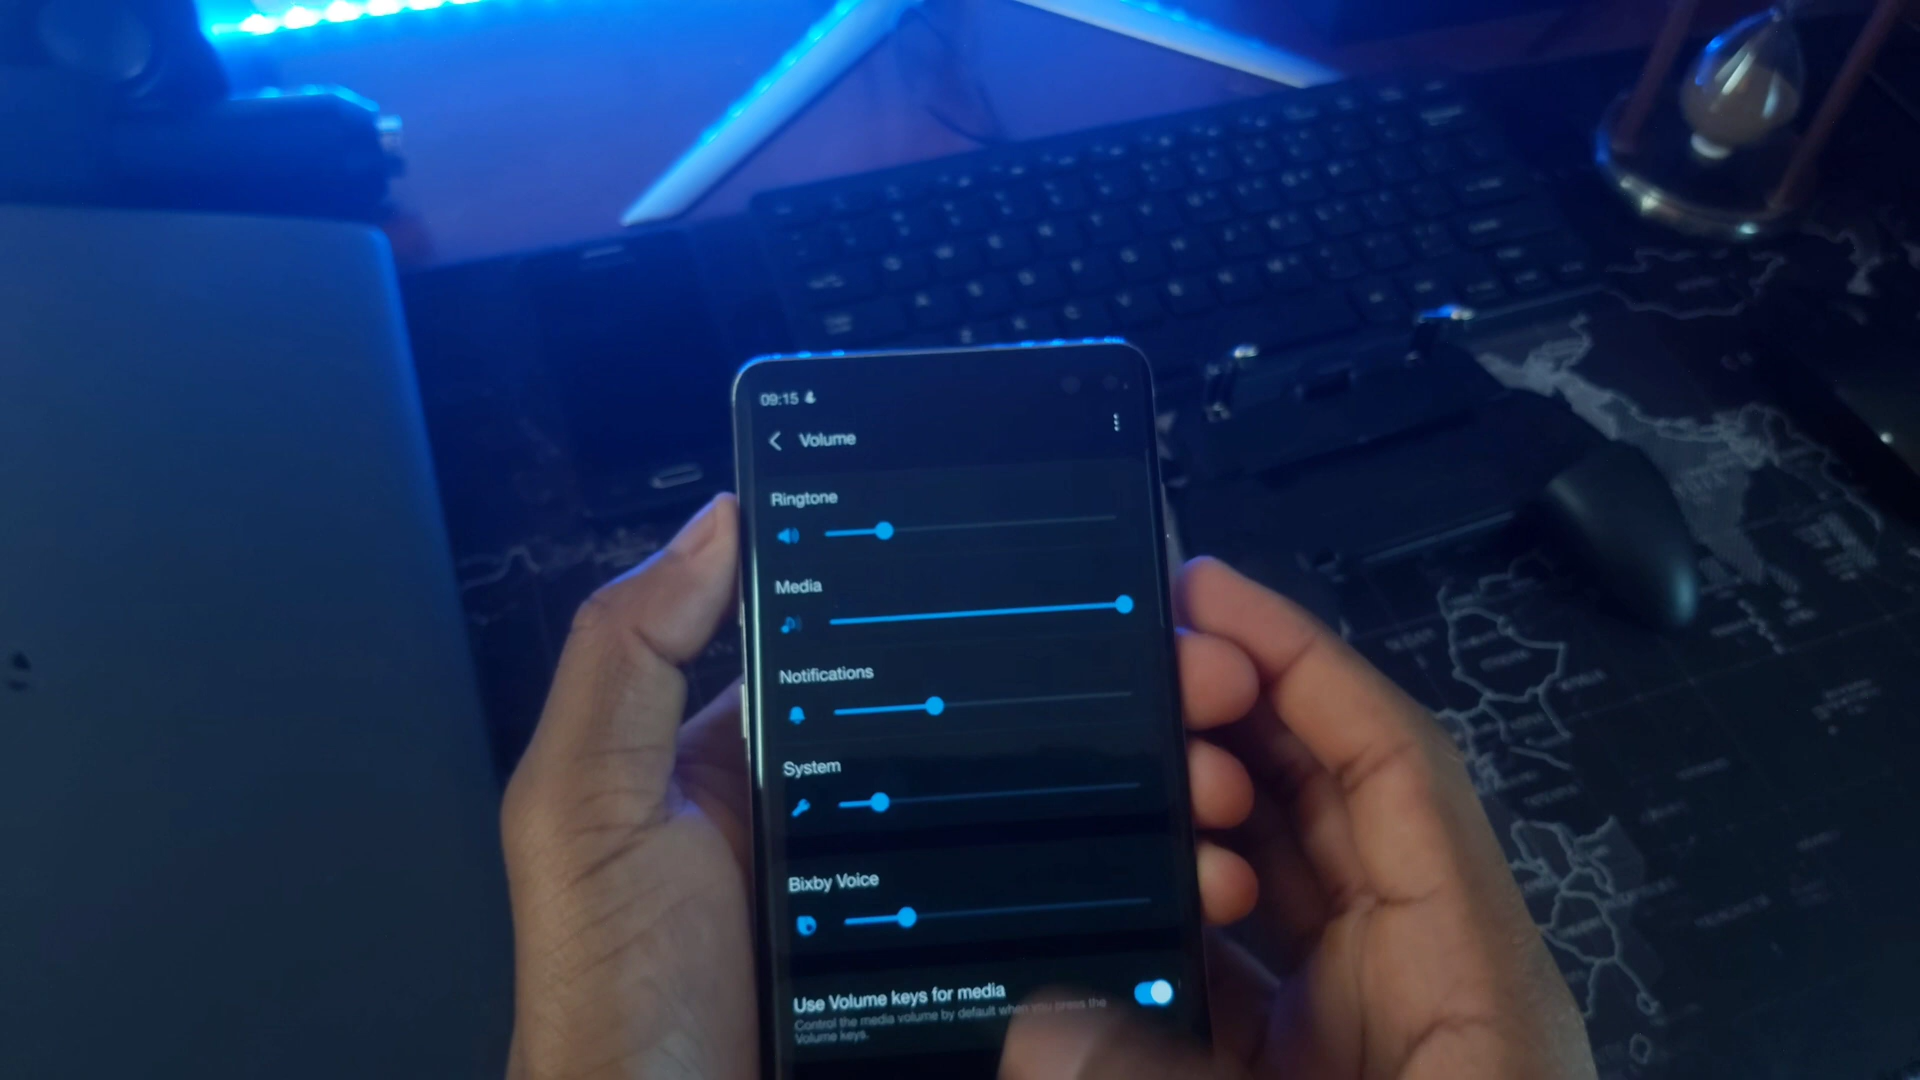 09:15
Volume
Ringtone
Media
Notifications
System
Bixby Voice
Use Volume keys for media
Control the media volume by default when you press the
Volume keys.